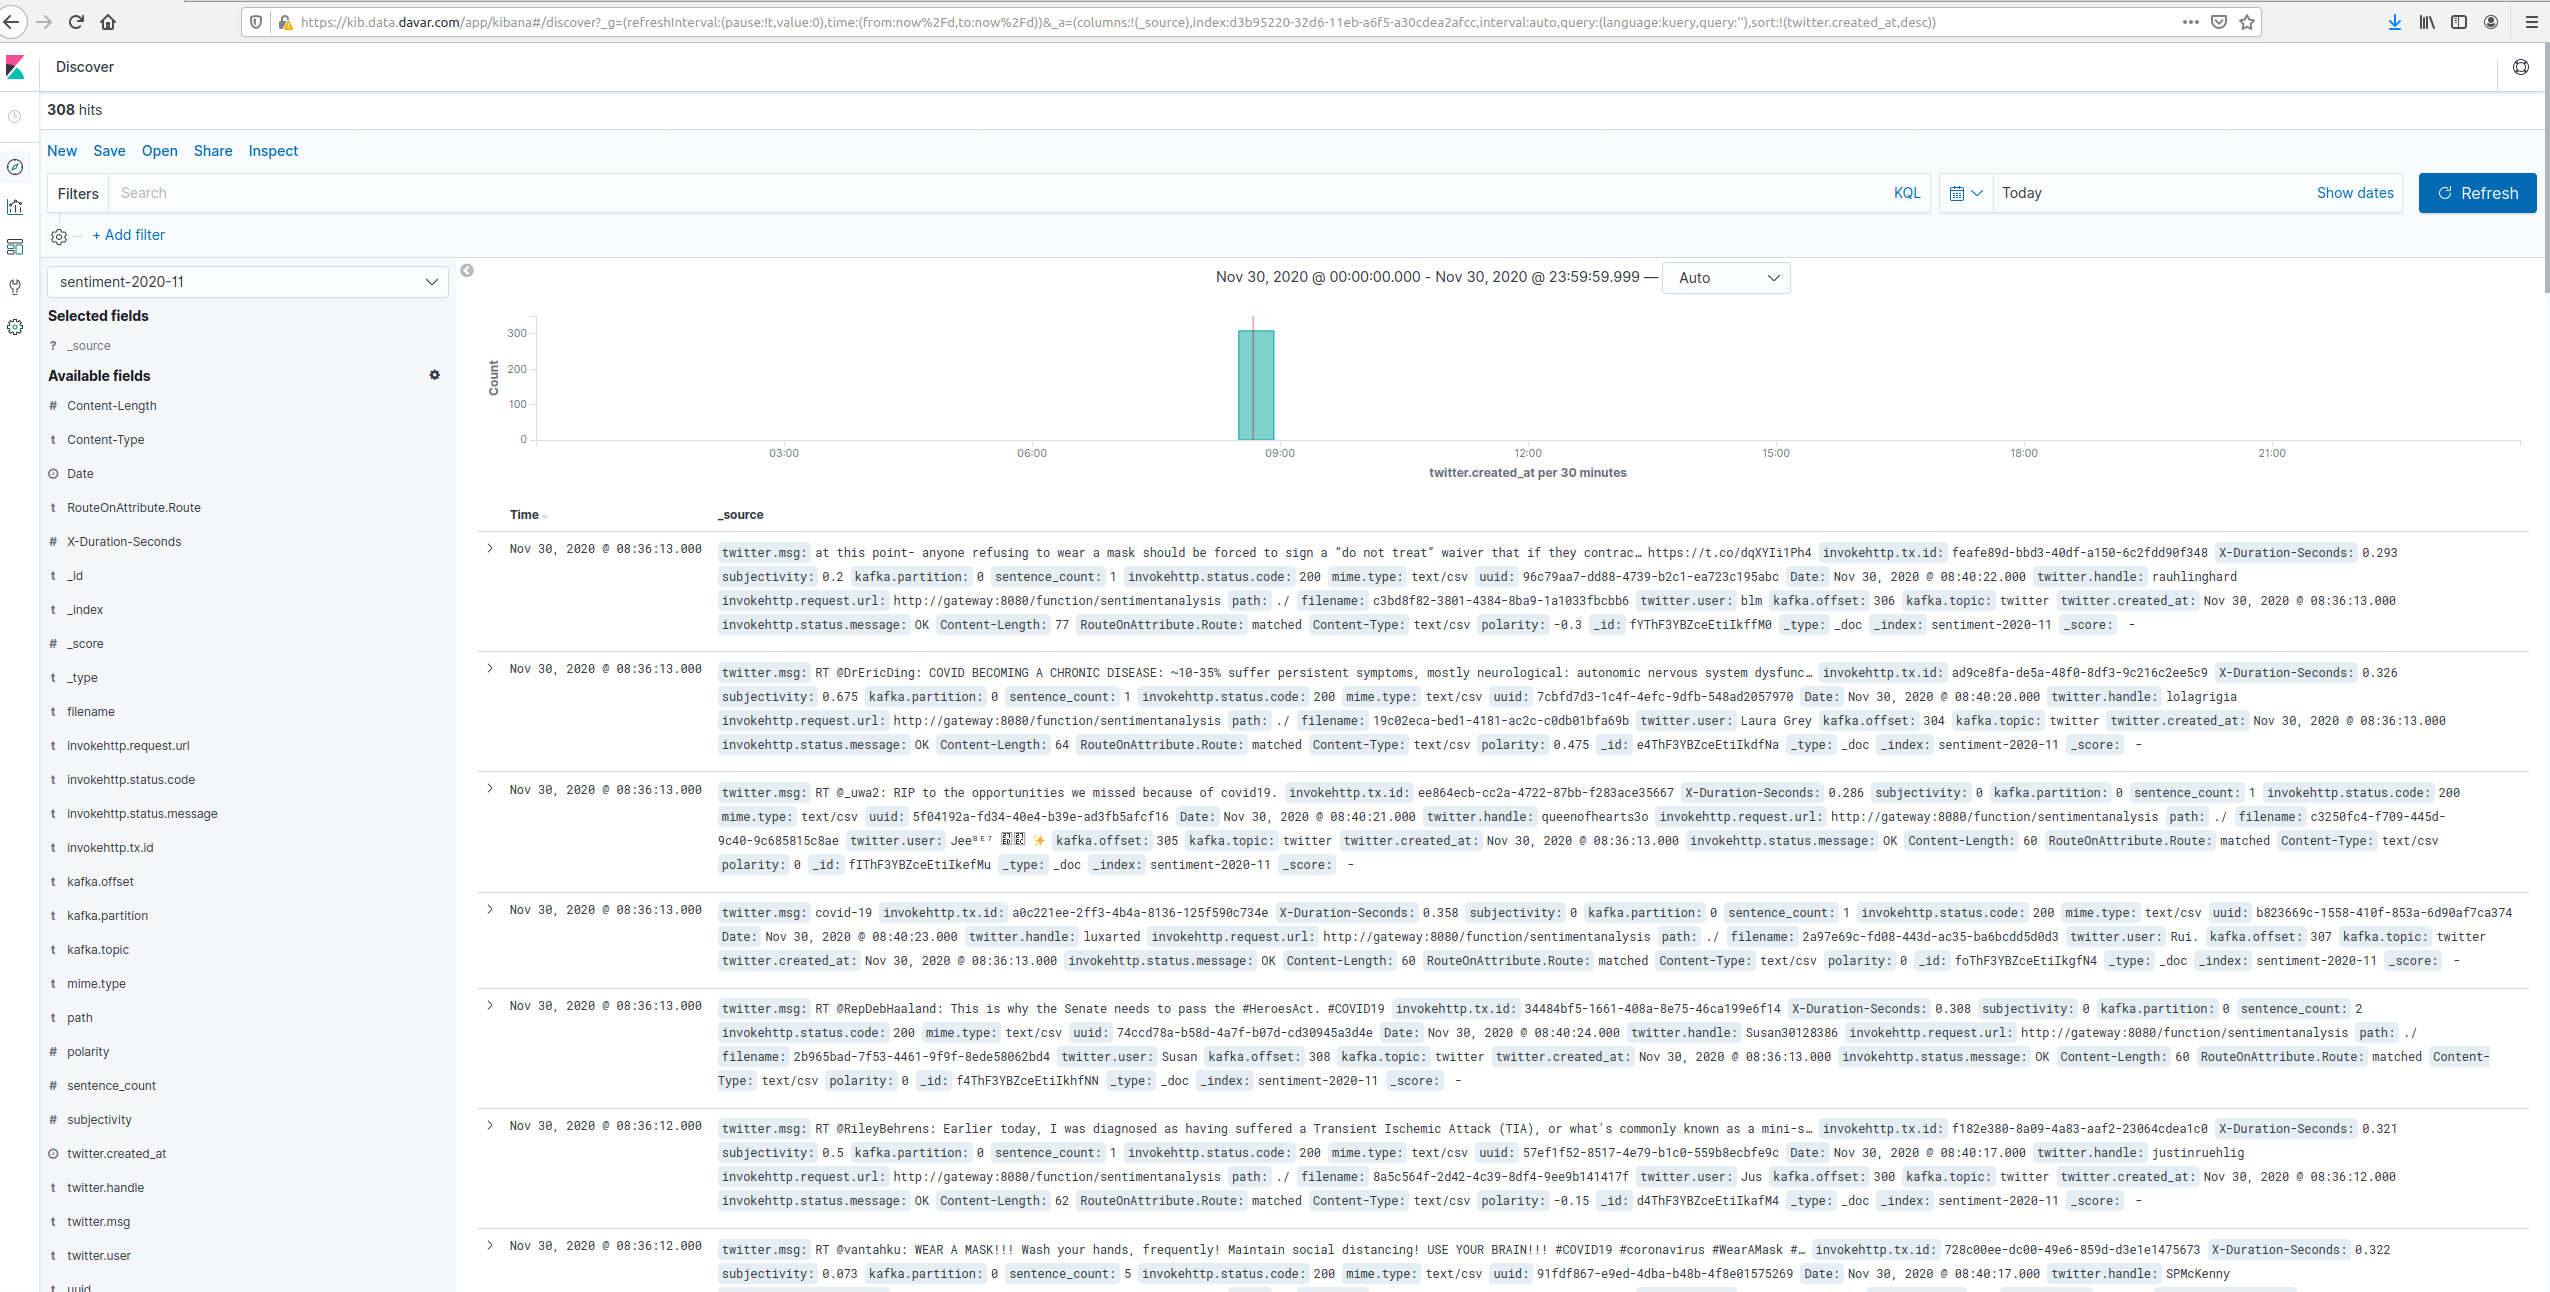 https://kib.data.davar.com/app/kibana#/discover?_g=(refreshInterval:(pause:!t,value:0),time:(from:now%2Fd,to:now%2Fd))&_a=(columns:!(_source),index:d3b95220-32d6-11eb-a6f5-a30cdea2afcc,interval:auto,query:(language:kuery,query:''),sort:!(twitter.created_at,desc))
Discover
308 hits
New Save Open Share Inspect
Filters Search KQL Today Show dates Refresh
+ Add filter
sentiment-2020-11
Selected fields
? _source
Available fields
# Content-Length
t Content-Type
Date
t RouteOnAttribute.Route
# X-Duration-Seconds
t _id
t _index
# _score
t _type
t filename
t invokehttp.request.url
t invokehttp.status.code
t invokehttp.status.message
t invokehttp.tx.id
t kafka.offset
t kafka.partition
t kafka.topic
t mime.type
t path
# polarity
# sentence_count
# subjectivity
twitter.created_at
t twitter.handle
t twitter.msg
t twitter.user
t uuid
Nov 30, 2020 @ 00:00:00.000 - Nov 30, 2020 @ 23:59:59.999 — Auto
Count
300
200
100
0
03:00 06:00 09:00 12:00 15:00 18:00 21:00
twitter.created_at per 30 minutes
Time _source
Nov 30, 2020 @ 08:36:13.000 twitter.msg: at this point- anyone refusing to wear a mask should be forced to sign a “do not treat” waiver that if they contrac… https://t.co/dqXYIi1Ph4 invokehttp.tx.id: feafe89d-bbd3-40df-a150-6c2fdd90f348 X-Duration-Seconds: 0.293
subjectivity: 0.2 kafka.partition: 0 sentence_count: 1 invokehttp.status.code: 200 mime.type: text/csv uuid: 96c79aa7-dd88-4739-b2c1-ea723c195abc Date: Nov 30, 2020 @ 08:40:22.000 twitter.handle: rauhlinghard
invokehttp.request.url: http://gateway:8080/function/sentimentanalysis path: ./ filename: c3bd8f82-3801-4384-8ba9-1a1033fbcbb6 twitter.user: blm kafka.offset: 306 kafka.topic: twitter twitter.created_at: Nov 30, 2020 @ 08:36:13.000
invokehttp.status.message: OK Content-Length: 77 RouteOnAttribute.Route: matched Content-Type: text/csv polarity: -0.3 _id: fYThF3YBZceEtiIkffM0 _type: _doc _index: sentiment-2020-11 _score: -
Nov 30, 2020 @ 08:36:13.000 twitter.msg: RT @DrEricDing: COVID BECOMING A CHRONIC DISEASE: ~10-35% suffer persistent symptoms, mostly neurological: autonomic nervous system dysfunc… invokehttp.tx.id: ad9ce8fa-de5a-48f0-8df3-9c216c2ee5c9 X-Duration-Seconds: 0.326
subjectivity: 0.675 kafka.partition: 0 sentence_count: 1 invokehttp.status.code: 200 mime.type: text/csv uuid: 7cbfd7d3-1c4f-4efc-9dfb-548ad2057970 Date: Nov 30, 2020 @ 08:40:20.000 twitter.handle: lolagrigia
invokehttp.request.url: http://gateway:8080/function/sentimentanalysis path: ./ filename: 19c02eca-bed1-4181-ac2c-c0db01bfa69b twitter.user: Laura Grey kafka.offset: 304 kafka.topic: twitter twitter.created_at: Nov 30, 2020 @ 08:36:13.000
invokehttp.status.message: OK Content-Length: 64 RouteOnAttribute.Route: matched Content-Type: text/csv polarity: 0.475 _id: e4ThF3YBZceEtiIkdfNa _type: _doc _index: sentiment-2020-11 _score: -
Nov 30, 2020 @ 08:36:13.000 twitter.msg: RT @_uwa2: RIP to the opportunities we missed because of covid19. invokehttp.tx.id: ee864ecb-cc2a-4722-87bb-f283ace35667 X-Duration-Seconds: 0.286 subjectivity: 0 kafka.partition: 0 sentence_count: 1 invokehttp.status.code: 200
mime.type: text/csv uuid: 5f04192a-fd34-40e4-b39e-ad3fb5afcf16 Date: Nov 30, 2020 @ 08:40:21.000 twitter.handle: queenofhearts3o invokehttp.request.url: http://gateway:8080/function/sentimentanalysis path: ./ filename: c3250fc4-f709-445d-
9c40-9c685815c8ae twitter.user: Jeeᴮᴱ⁷ ✨ kafka.offset: 305 kafka.topic: twitter twitter.created_at: Nov 30, 2020 @ 08:36:13.000 invokehttp.status.message: OK Content-Length: 60 RouteOnAttribute.Route: matched Content-Type: text/csv
polarity: 0 _id: fIThF3YBZceEtiIkefMu _type: _doc _index: sentiment-2020-11 _score: -
Nov 30, 2020 @ 08:36:13.000 twitter.msg: covid-19 invokehttp.tx.id: a0c221ee-2ff3-4b4a-8136-125f590c734e X-Duration-Seconds: 0.358 subjectivity: 0 kafka.partition: 0 sentence_count: 1 invokehttp.status.code: 200 mime.type: text/csv uuid: b823669c-1558-410f-853a-6d90af7ca374
Date: Nov 30, 2020 @ 08:40:23.000 twitter.handle: luxarted invokehttp.request.url: http://gateway:8080/function/sentimentanalysis path: ./ filename: 2a97e69c-fd08-443d-ac35-ba6bcdd5d0d3 twitter.user: Rui. kafka.offset: 307 kafka.topic: twitter
twitter.created_at: Nov 30, 2020 @ 08:36:13.000 invokehttp.status.message: OK Content-Length: 60 RouteOnAttribute.Route: matched Content-Type: text/csv polarity: 0 _id: foThF3YBZceEtiIkgfN4 _type: _doc _index: sentiment-2020-11 _score: -
Nov 30, 2020 @ 08:36:13.000 twitter.msg: RT @RepDebHaaland: This is why the Senate needs to pass the #HeroesAct. #COVID19 invokehttp.tx.id: 34484bf5-1661-408a-8e75-46ca199e6f14 X-Duration-Seconds: 0.308 subjectivity: 0 kafka.partition: 0 sentence_count: 2
invokehttp.status.code: 200 mime.type: text/csv uuid: 74ccd78a-b58d-4a7f-b07d-cd30945a3d4e Date: Nov 30, 2020 @ 08:40:24.000 twitter.handle: Susan30128386 invokehttp.request.url: http://gateway:8080/function/sentimentanalysis path: ./
filename: 2b965bad-7f53-4461-9f9f-8ede58062bd4 twitter.user: Susan kafka.offset: 308 kafka.topic: twitter twitter.created_at: Nov 30, 2020 @ 08:36:13.000 invokehttp.status.message: OK Content-Length: 60 RouteOnAttribute.Route: matched Content-
Type: text/csv polarity: 0 _id: f4ThF3YBZceEtiIkhfNN _type: _doc _index: sentiment-2020-11 _score: -
Nov 30, 2020 @ 08:36:12.000 twitter.msg: RT @RileyBehrens: Earlier today, I was diagnosed as having suffered a Transient Ischemic Attack (TIA), or what's commonly known as a mini-s… invokehttp.tx.id: f182e380-8a09-4a83-aaf2-23064cdea1c0 X-Duration-Seconds: 0.321
subjectivity: 0.5 kafka.partition: 0 sentence_count: 1 invokehttp.status.code: 200 mime.type: text/csv uuid: 57ef1f52-8517-4e79-b1c0-559b8ecbfe9c Date: Nov 30, 2020 @ 08:40:17.000 twitter.handle: justinruehlig
invokehttp.request.url: http://gateway:8080/function/sentimentanalysis path: ./ filename: 8a5c564f-2d42-4c39-8df4-9ee9b141417f twitter.user: Jus kafka.offset: 300 kafka.topic: twitter twitter.created_at: Nov 30, 2020 @ 08:36:12.000
invokehttp.status.message: OK Content-Length: 62 RouteOnAttribute.Route: matched Content-Type: text/csv polarity: -0.15 _id: d4ThF3YBZceEtiIkafM4 _type: _doc _index: sentiment-2020-11 _score: -
Nov 30, 2020 @ 08:36:12.000 twitter.msg: RT @vantahku: WEAR A MASK!!! Wash your hands, frequently! Maintain social distancing! USE YOUR BRAIN!!! #COVID19 #coronavirus #WearAMask #… invokehttp.tx.id: 728c00ee-dc00-49e6-859d-d3e1e1475673 X-Duration-Seconds: 0.322
subjectivity: 0.073 kafka.partition: 0 sentence_count: 5 invokehttp.status.code: 200 mime.type: text/csv uuid: 91fdf867-e9ed-4dba-b48b-4f8e01575269 Date: Nov 30, 2020 @ 08:40:17.000 twitter.handle: SPMcKenny